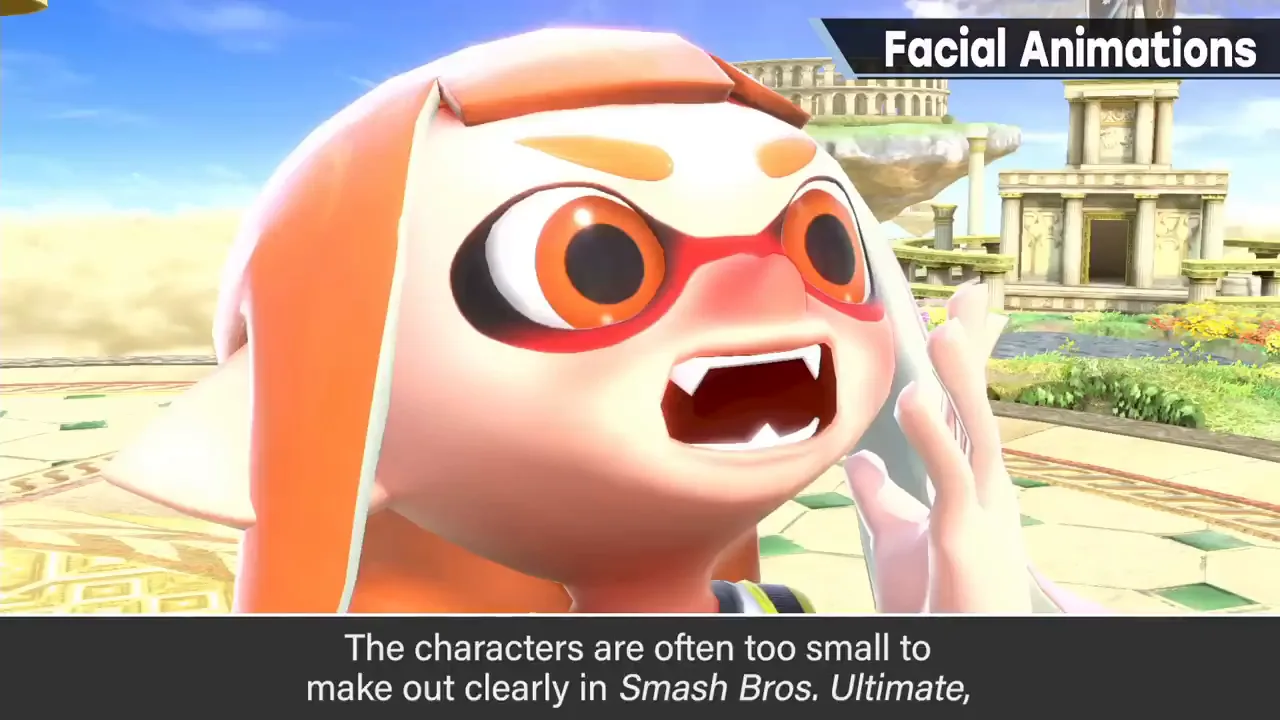 Facial Animations
The characters are often too small to
make out clearly in Smash Bros. Ultimate,